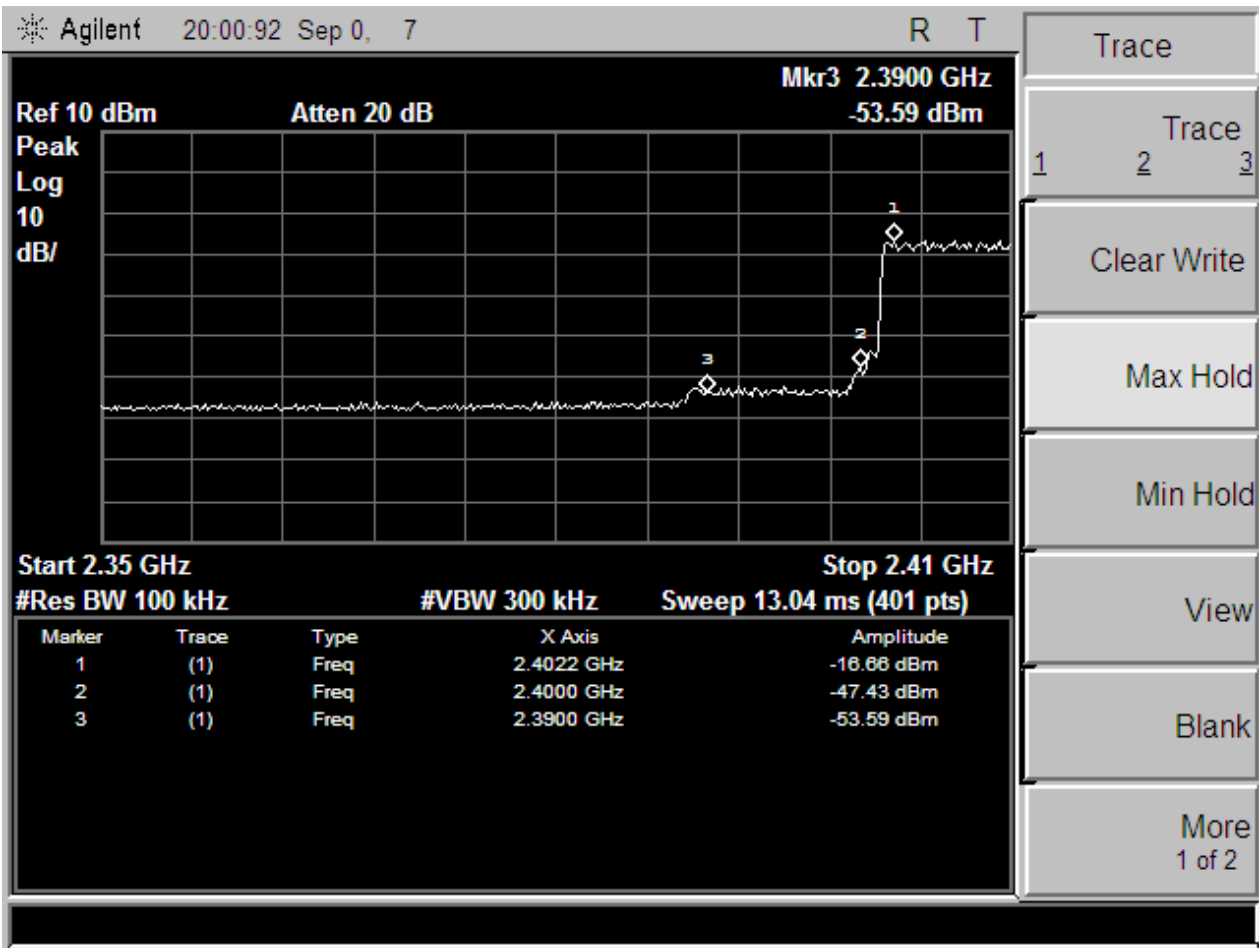 Agilent 20:00:92 Sep 0, 7 R T
Mkr3 2.3900 GHz
Ref 10 dBm Atten 20 dB -53.59 dBm
Peak
Log
10
dB/
1
2
3
Start 2.35 GHz Stop 2.41 GHz
#Res BW 100 kHz #VBW 300 kHz Sweep 13.04 ms (401 pts)
Marker Trace Type X Axis Amplitude
1 (1) Freq 2.4022 GHz -16.66 dBm
2 (1) Freq 2.4000 GHz -47.43 dBm
3 (1) Freq 2.3900 GHz -53.59 dBm
Trace
Trace
1 2 3
Clear Write
Max Hold
Min Hold
View
Blank
More
1 of 2